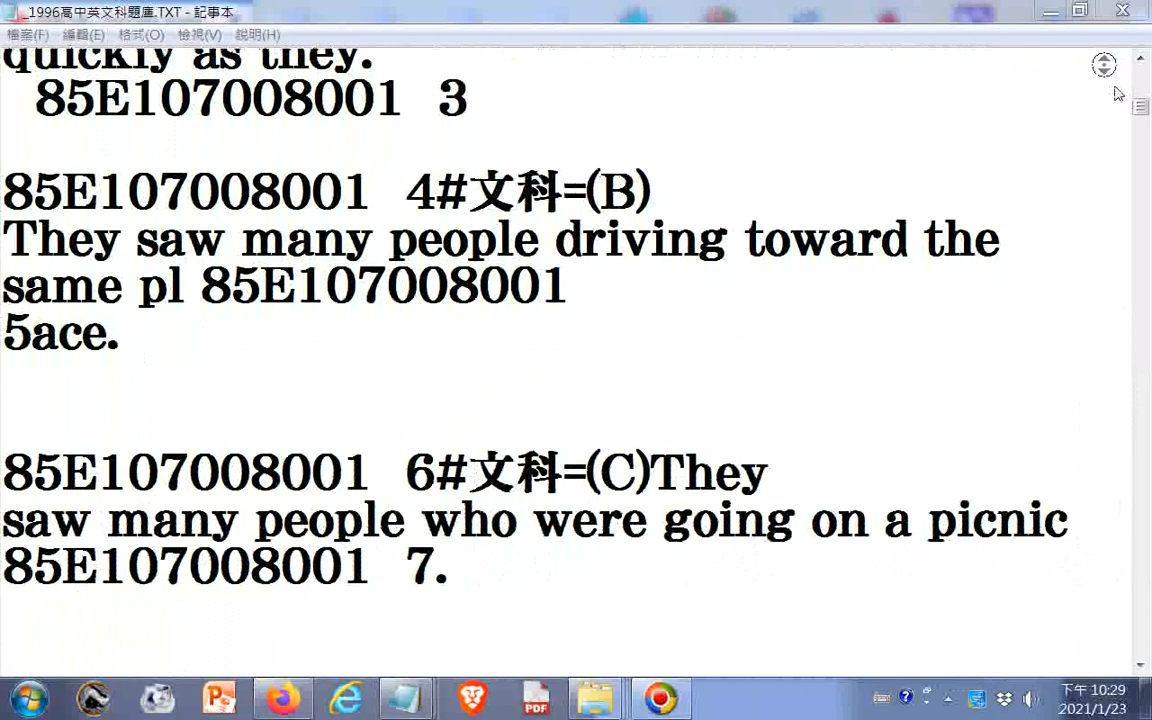 _1996高中英文科題庫.TXT - 記事本
檔案(F) 編輯(E) 格式(O) 檢視(V) 說明(H)
quickly as they.
85E107008001 3
85E107008001 4#文科=(B)
They saw many people driving toward the
same pl 85E107008001
5ace.
85E107008001 6#文科=(C)They
saw many people who were going on a picnic
85E107008001 7.
PDF
下午 10:29
2021/1/23